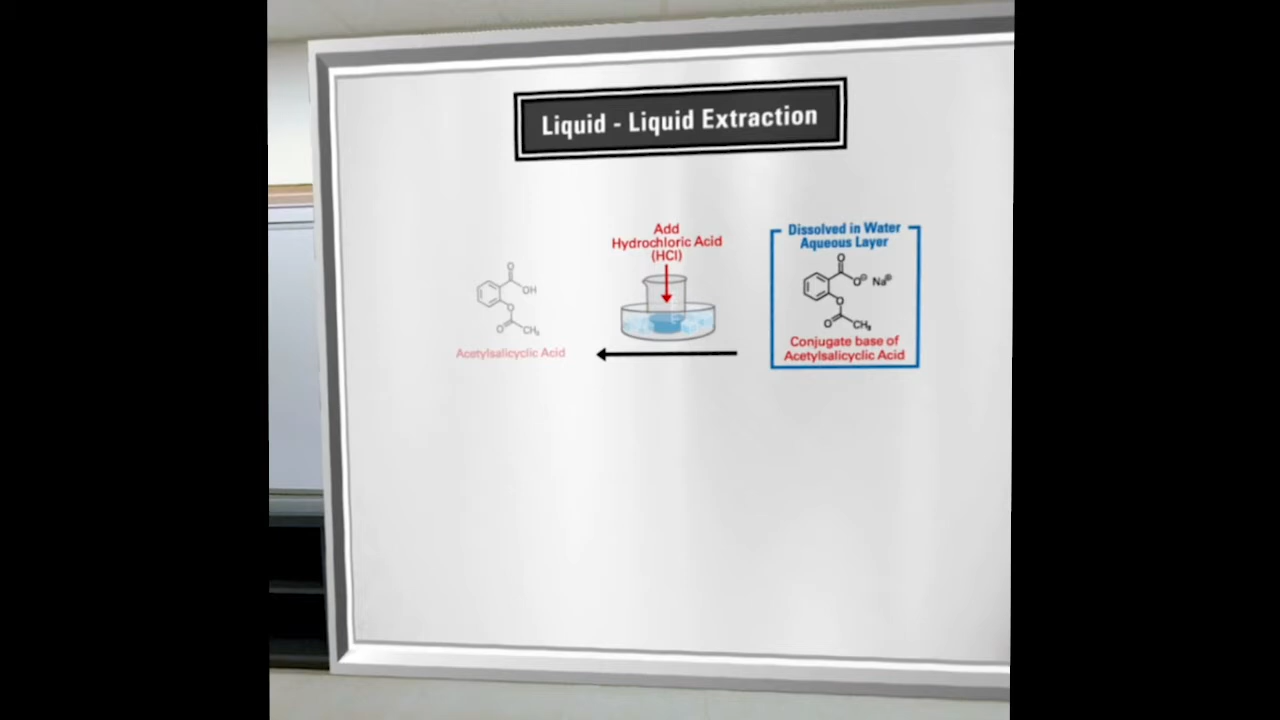 Liquid - Liquid Extraction
Add
Hydrochloric Acid
(HCl)
Dissolved in Water
Aqueous Layer
O
OH
O
O
CH₃
Acetylsalicyclic Acid
O
O⊖ Na⊕
O
O
CH₃
Conjugate base of
Acetylsalicyclic Acid